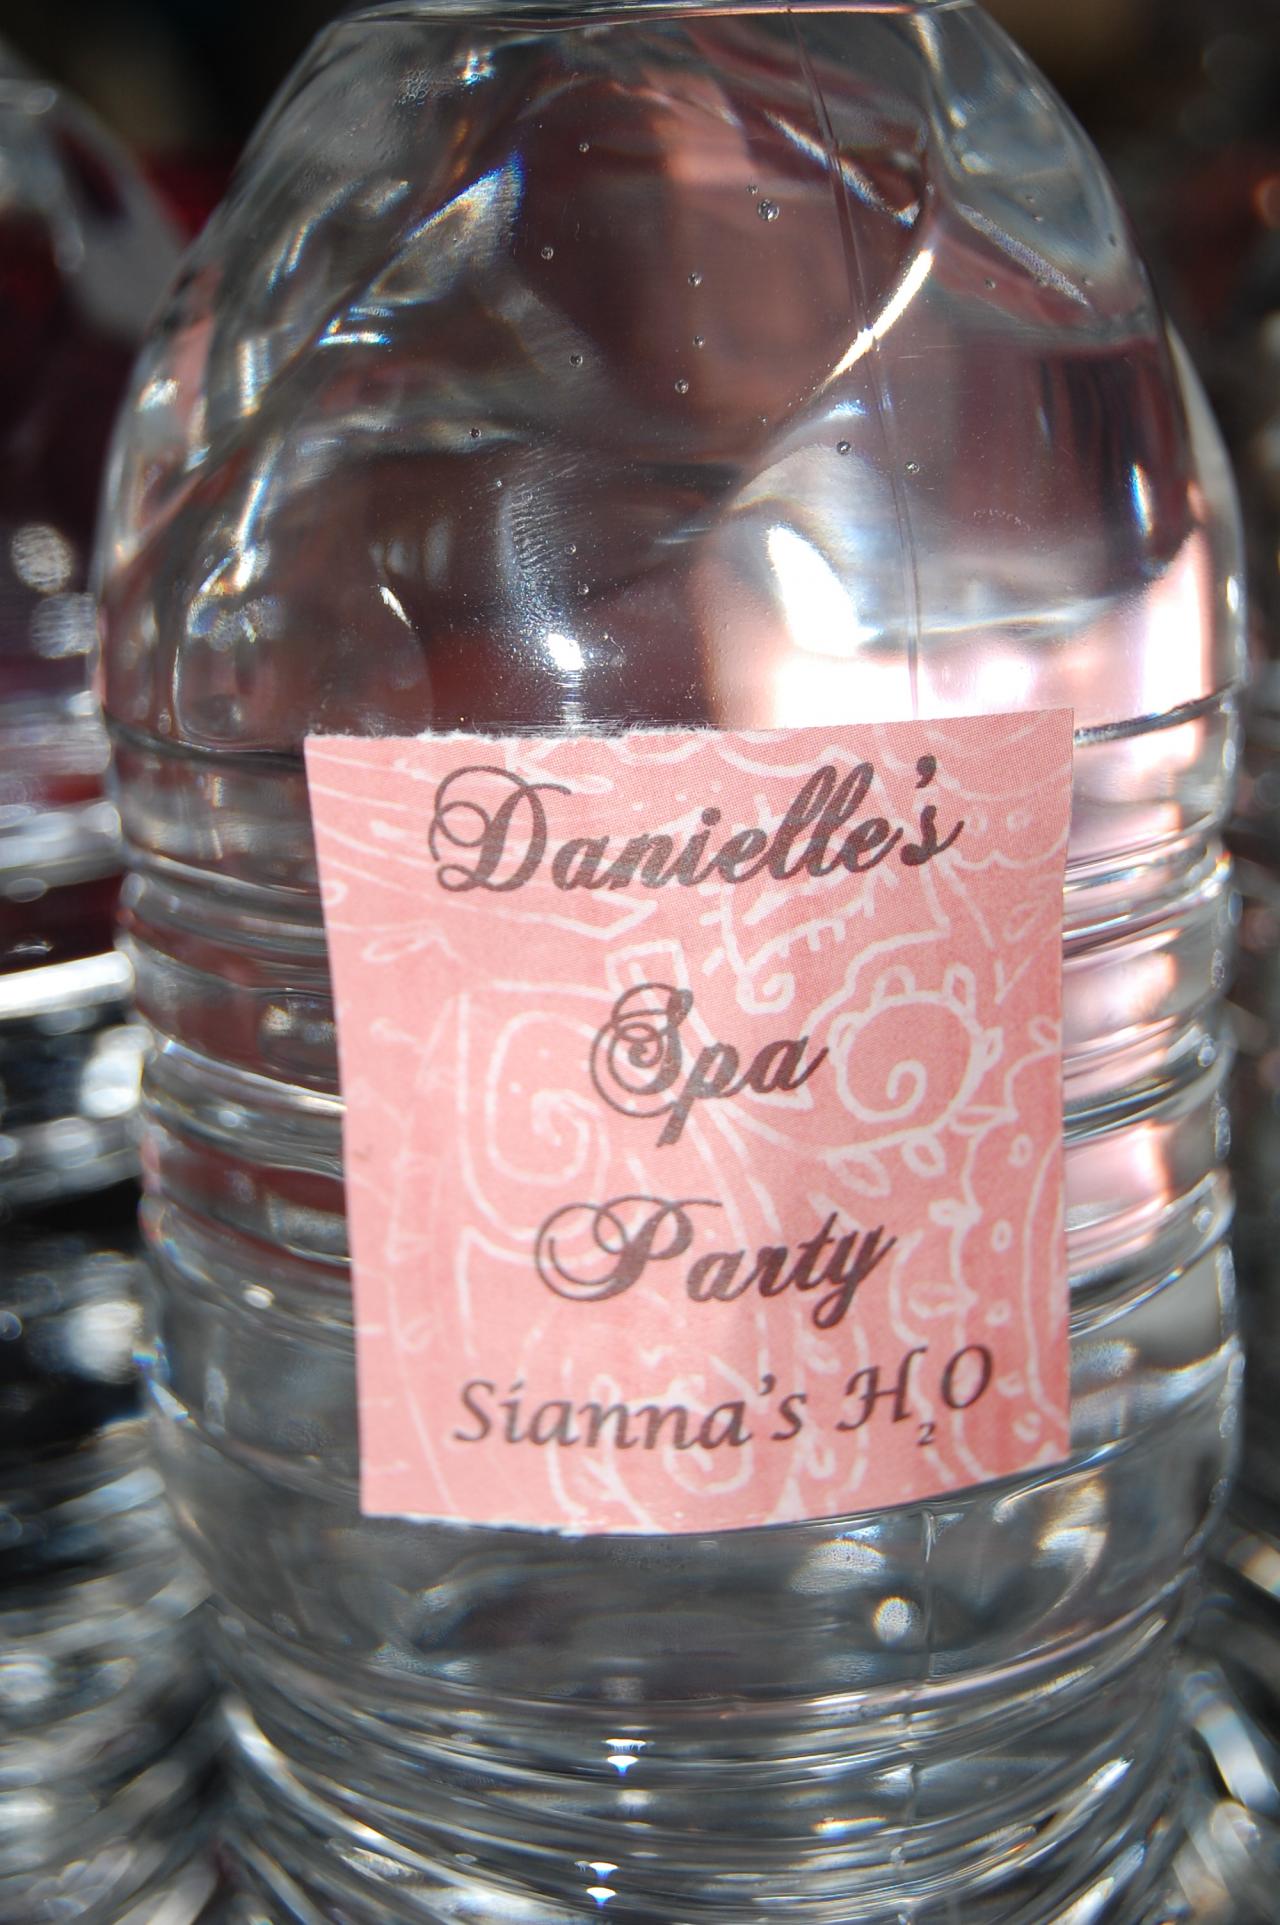 Danielle's
Spa
Party
Sianna's H₂O